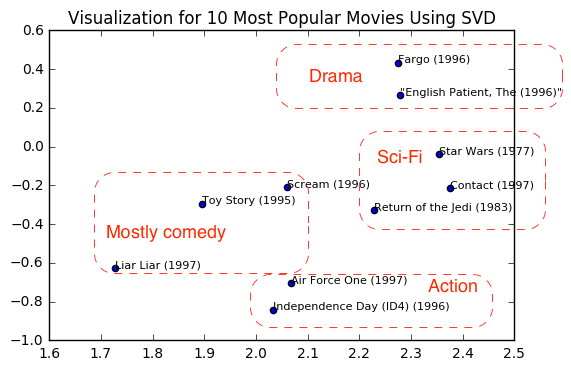 Visualization for 10 Most Popular Movies Using SVD
0.6
0.4
0.2
0.0
−0.2
−0.4
−0.6
−0.8
−1.0
Fargo (1996)
Drama
"English Patient, The (1996)"
Star Wars (1977)
Sci-Fi
Contact (1997)
Return of the Jedi (1983)
Scream (1996)
Toy Story (1995)
Mostly comedy
Liar Liar (1997)
Air Force One (1997)
Action
Independence Day (ID4) (1996)
1.6 1.7 1.8 1.9 2.0 2.1 2.2 2.3 2.4 2.5